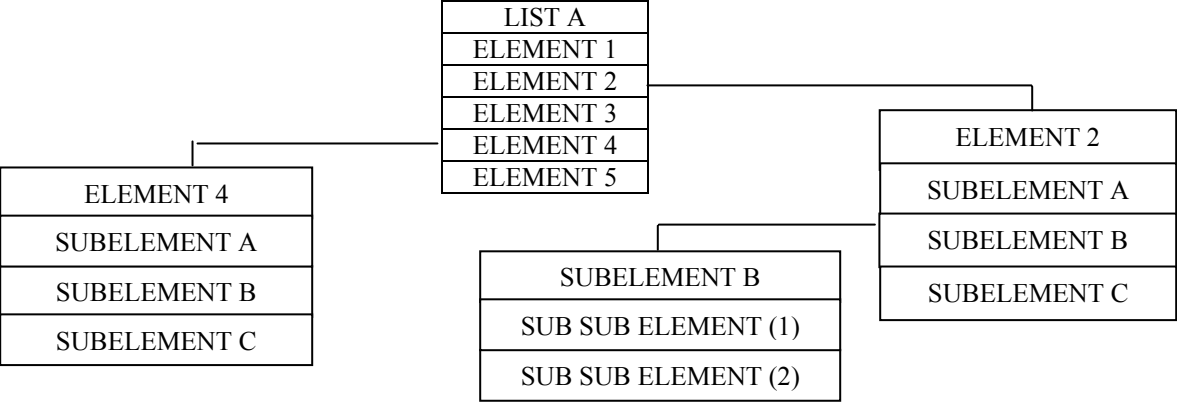 LIST A
ELEMENT 1
ELEMENT 2
ELEMENT 3
ELEMENT 4
ELEMENT 5
ELEMENT 4
SUBELEMENT A
SUBELEMENT B
SUBELEMENT C
ELEMENT 2
SUBELEMENT A
SUBELEMENT B
SUBELEMENT C
SUBELEMENT B
SUB SUB ELEMENT (1)
SUB SUB ELEMENT (2)